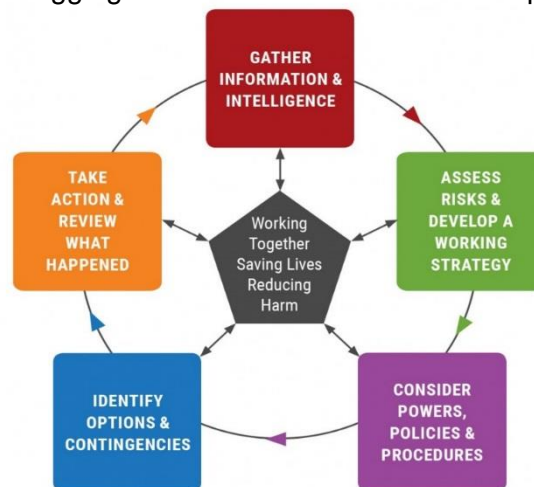 GATHER
INFORMATION &
INTELLIGENCE
TAKE
ACTION &
REVIEW
WHAT
HAPPENED
Working
Together
Saving Lives
Reducing
Harm
ASSESS
RISKS &
DEVELOP A
WORKING
STRATEGY
IDENTIFY
OPTIONS &
CONTINGENCIES
CONSIDER
POWERS,
POLICIES &
PROCEDURES